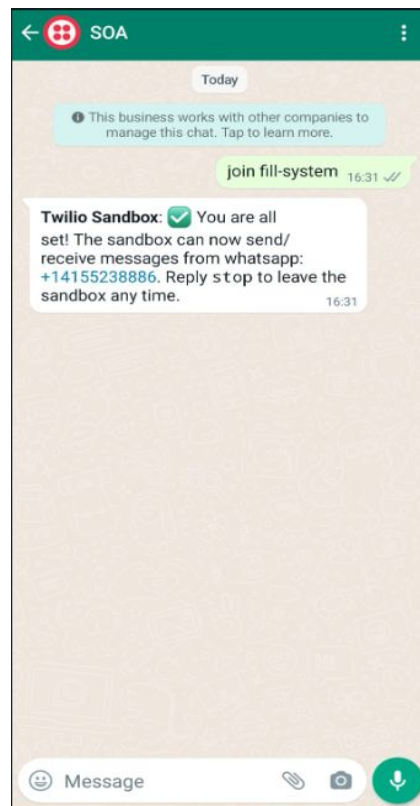 SOA
Today
This business works with other companies to
manage this chat. Tap to learn more.
join fill-system 16:31
Twilio Sandbox: ✅ You are all
set! The sandbox can now send/
receive messages from whatsapp:
+14155238886. Reply stop to leave the
sandbox any time. 16:31
Message